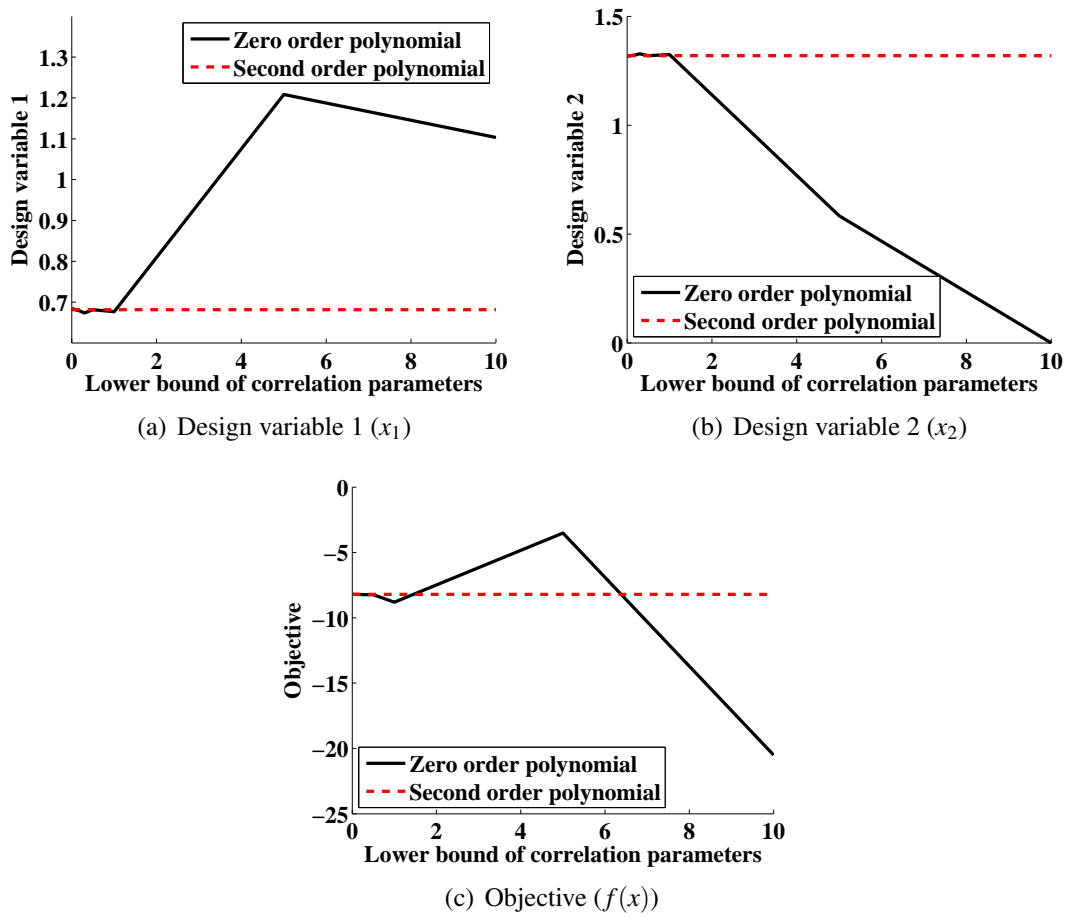 Design variable 1
1.3
1.2
1.1
1
0.9
0.8
0.7
Zero order polynomial
Second order polynomial
0 2 4 6 8 10
Lower bound of correlation parameters
(a) Design variable 1 (x1)
Design variable 2
1.5
1
0.5
0
Zero order polynomial
Second order polynomial
0 2 4 6 8 10
Lower bound of correlation parameters
(b) Design variable 2 (x2)
Objective
0
−5
−10
−15
−20
−25
Zero order polynomial
Second order polynomial
0 2 4 6 8 10
Lower bound of correlation parameters
(c) Objective (f(x))